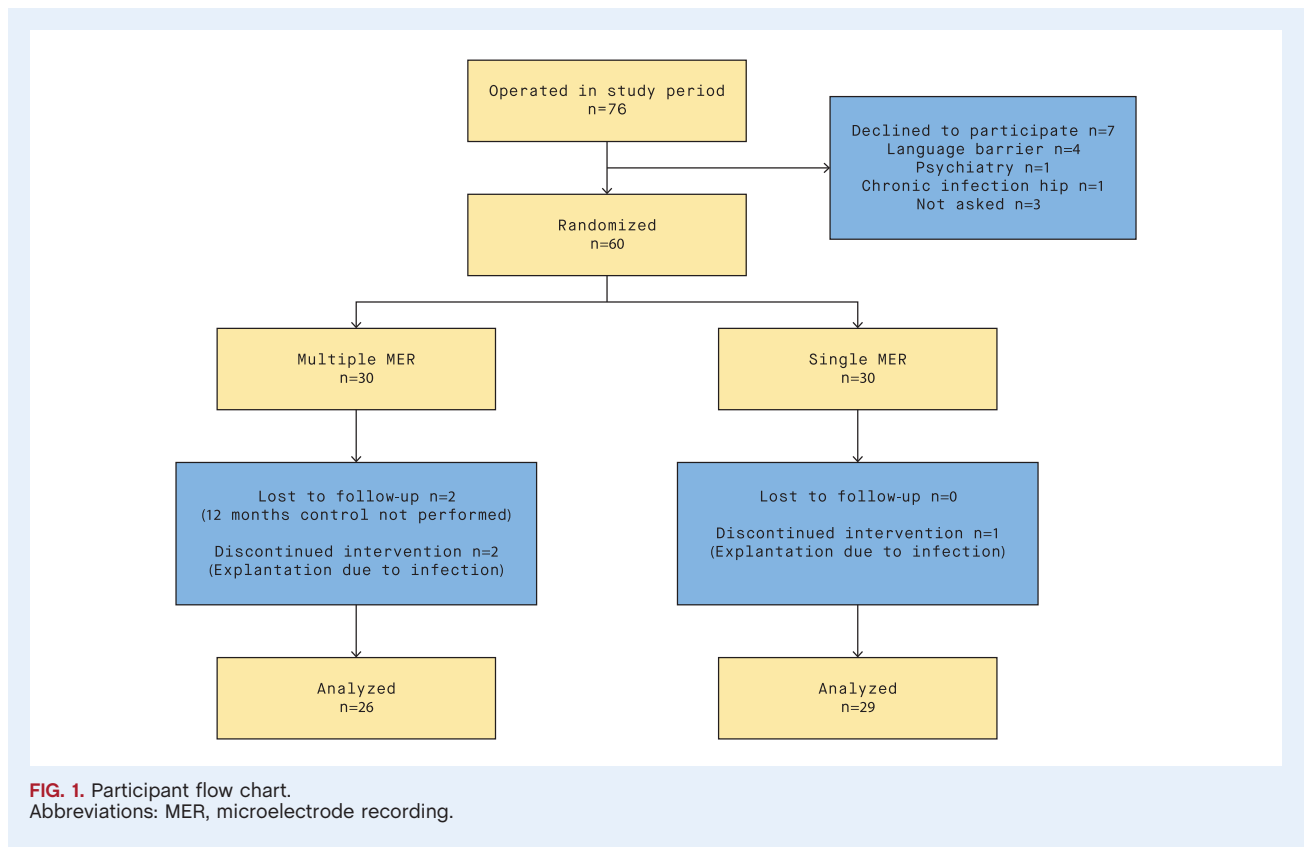 Operated in study period
n=76
Declined to participate n=7
Language barrier n=4
Psychiatry n=1
Chronic infection hip n=1
Not asked n=3
Randomized
n=60
Multiple MER
n=30
Single MER
n=30
Lost to follow-up n=2
(12 months control not performed)
Discontinued intervention n=2
(Explantation due to infection)
Lost to follow-up n=0
Discontinued intervention n=1
(Explantation due to infection)
Analyzed
n=26
Analyzed
n=29
FIG. 1. Participant flow chart.
Abbreviations: MER, microelectrode recording.